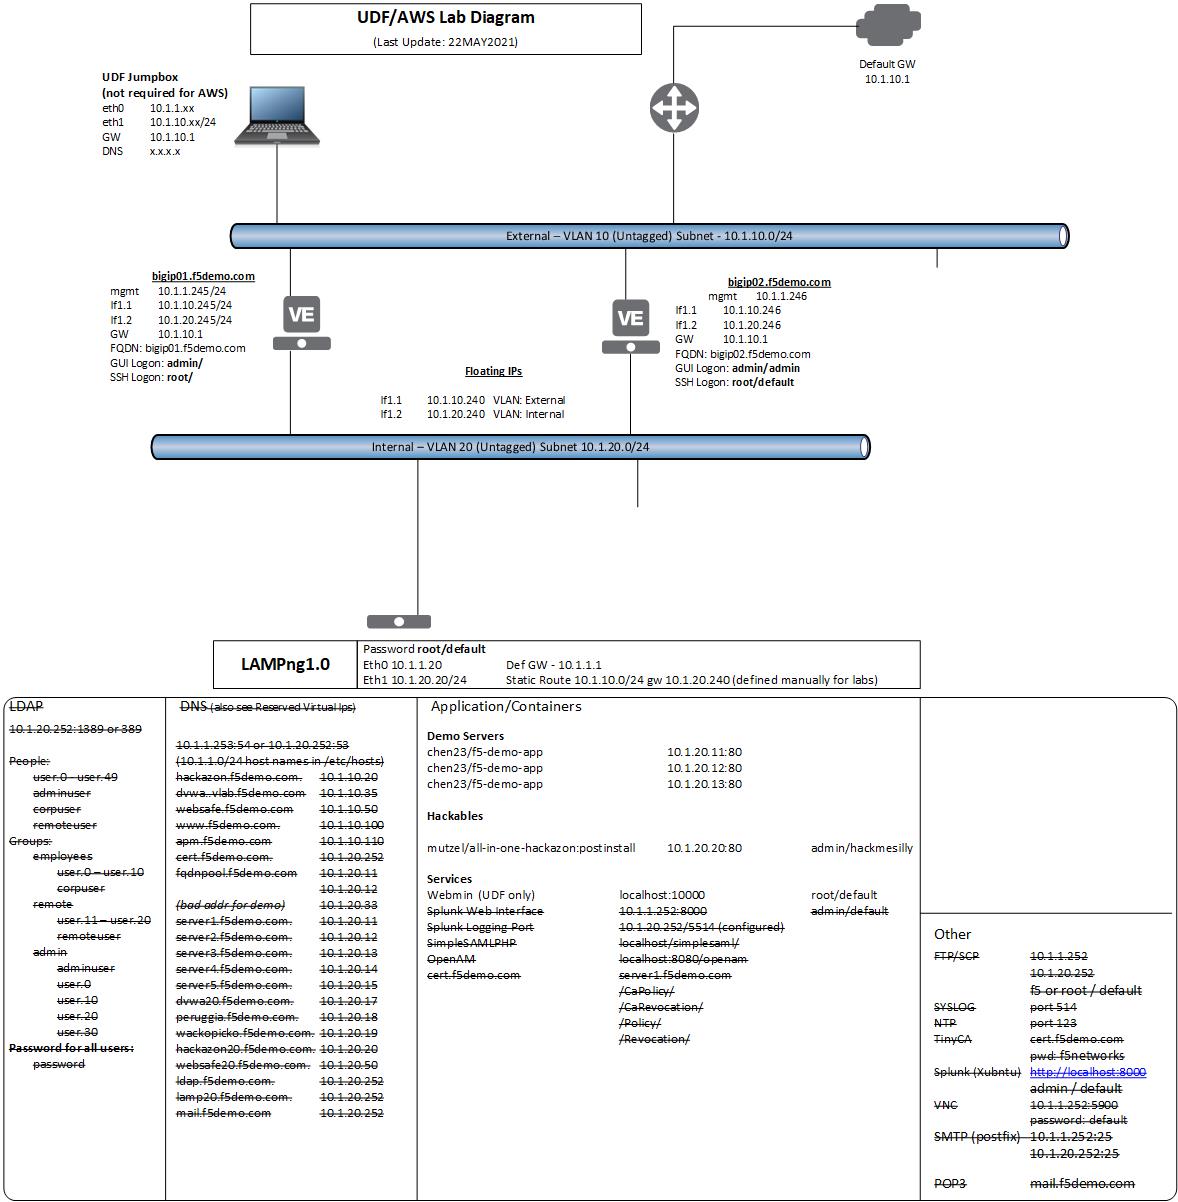 UDF/AWS Lab Diagram
(Last Update: 22MAY2021)
Default GW
10.1.10.1
UDF Jumpbox
(not required for AWS)
eth0 10.1.1.xx
eth1 10.1.10.xx/24
GW 10.1.10.1
DNS x.x.x.x
External – VLAN 10 (Untagged) Subnet - 10.1.10.0/24
bigip01.f5demo.com
mgmt 10.1.1.245/24
If1.1 10.1.10.245/24
If1.2 10.1.20.245/24
GW 10.1.10.1
FQDN: bigip01.f5demo.com
GUI Logon: admin/
SSH Logon: root/
VE
VE
bigip02.f5demo.com
mgmt 10.1.1.246
If1.1 10.1.10.246
If1.2 10.1.20.246
GW 10.1.10.1
FQDN: bigip02.f5demo.com
GUI Logon: admin/admin
SSH Logon: root/default
Floating IPs
If1.1 10.1.10.240 VLAN: External
If1.2 10.1.20.240 VLAN: Internal
Internal – VLAN 20 (Untagged) Subnet 10.1.20.0/24
LAMPng1.0
Password root/default
Eth0 10.1.1.20 Def GW - 10.1.1.1
Eth1 10.1.20.20/24 Static Route 10.1.10.0/24 gw 10.1.20.240 (defined manually for labs)
LDAP
10.1.20.252:1389 or 389
People:
user.0 - user.49
adminuser
corpuser
remoteuser
Groups:
employees
user.0 – user.10
corpuser
remote
user.11 – user.20
remoteuser
admin
adminuser
user.0
user.10
user.20
user.30
Password for all users:
password
DNS (also see Reserved Virtual Ips)
10.1.1.253:54 or 10.1.20.252:53
(10.1.1.0/24 host names in /etc/hosts)
hackazon.f5demo.com. 10.1.10.20
dvwa..vlab.f5demo.com 10.1.10.35
websafe.f5demo.com 10.1.10.50
www.f5demo.com. 10.1.10.100
apm.f5demo.com 10.1.10.110
cert.f5demo.com. 10.1.20.252
fqdnpool.f5demo.com 10.1.20.11
10.1.20.12
(bad addr for demo) 10.1.20.33
server1.f5demo.com. 10.1.20.11
server2.f5demo.com. 10.1.20.12
server3.f5demo.com. 10.1.20.13
server4.f5demo.com. 10.1.20.14
server5.f5demo.com. 10.1.20.15
dvwa20.f5demo.com. 10.1.20.17
peruggia.f5demo.com. 10.1.20.18
wackopicko.f5demo.com. 10.1.20.19
hackazon20.f5demo.com. 10.1.20.20
websafe20.f5demo.com. 10.1.20.50
ldap.f5demo.com. 10.1.20.252
lamp20.f5demo.com. 10.1.20.252
mail.f5demo.com 10.1.20.252
Application/Containers
Demo Servers
chen23/f5-demo-app 10.1.20.11:80
chen23/f5-demo-app 10.1.20.12:80
chen23/f5-demo-app 10.1.20.13:80
Hackables
mutzel/all-in-one-hackazon:postinstall 10.1.20.20:80 admin/hackmesilly
Services
Webmin (UDF only) localhost:10000 root/default
Splunk Web Interface 10.1.1.252:8000 admin/default
Splunk Logging Port 10.1.20.252/5514 (configured)
SimpleSAMLPHP localhost/simplesaml/
OpenAM localhost:8080/openam
cert.f5demo.com server1.f5demo.com
/CaPolicy/
/CaRevocation/
/Policy/
/Revocation/
Other
FTP/SCP 10.1.1.252
10.1.20.252
f5 or root / default
SYSLOG port 514
NTP port 123
TinyCA cert.f5demo.com
pwd: f5networks
Splunk (Xubntu) http://localhost:8000
admin / default
VNC 10.1.1.252:5900
password: default
SMTP (postfix) 10.1.1.252:25
10.1.20.252:25
POP3 mail.f5demo.com